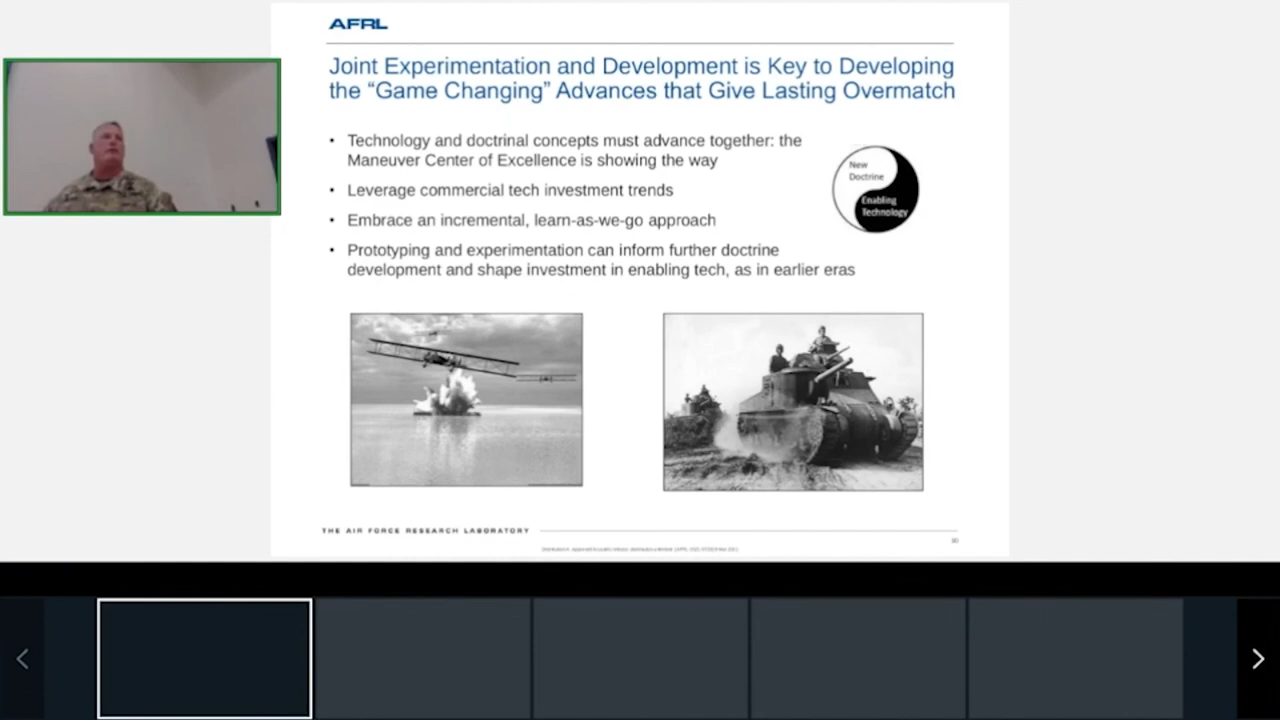 AFRL
Joint Experimentation and Development is Key to Developing
the “Game Changing” Advances that Give Lasting Overmatch
• Technology and doctrinal concepts must advance together: the
Maneuver Center of Excellence is showing the way
• Leverage commercial tech investment trends
• Embrace an incremental, learn-as-we-go approach
• Prototyping and experimentation can inform further doctrine
development and shape investment in enabling tech, as in earlier eras
New
Doctrine
Enabling
Technology
THE AIR FORCE RESEARCH LABORATORY